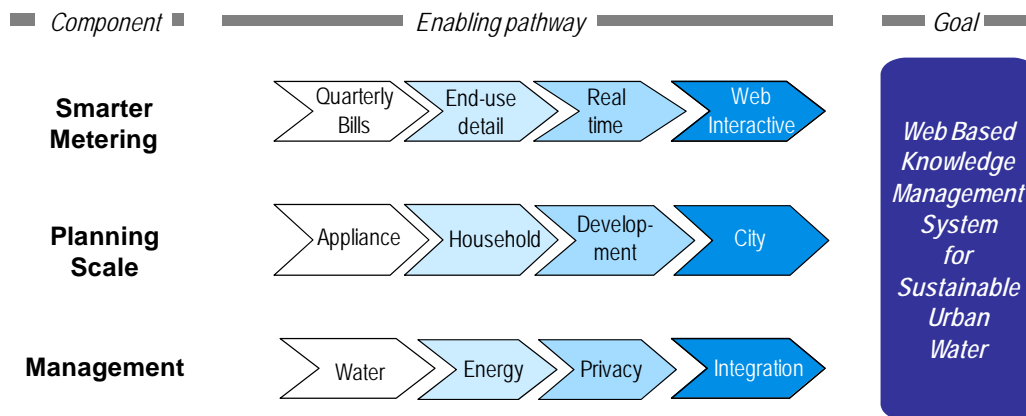 Component
Enabling pathway
Goal
Smarter
Metering
Quarterly
Bills
End-use
detail
Real
time
Web
Interactive
Planning
Scale
Appliance
Household
Develop-
ment
City
Management
Water
Energy
Privacy
Integration
Web Based
Knowledge
Management
System
for
Sustainable
Urban
Water